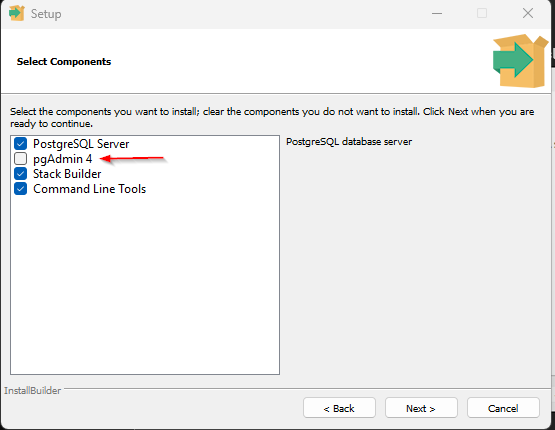 Setup
Select Components
Select the components you want to install; clear the components you do not want to install. Click Next when you are
ready to continue.
PostgreSQL Server
pgAdmin 4
Stack Builder
Command Line Tools
PostgreSQL database server
InstallBuilder
< Back
Next >
Cancel